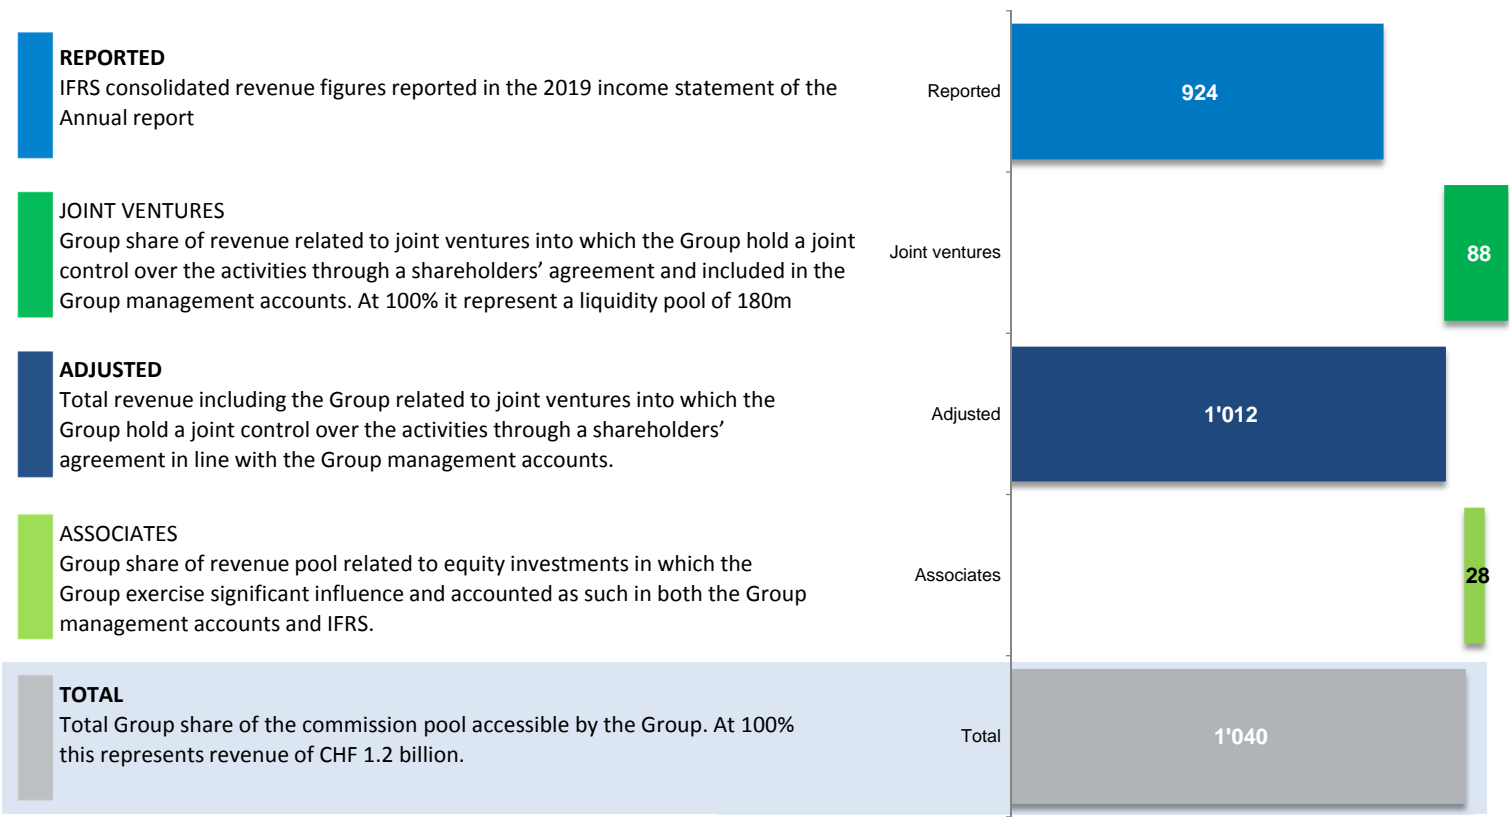 REPORTED
IFRS consolidated revenue figures reported in the 2019 income statement of the
Annual report
Reported
924
JOINT VENTURES
Group share of revenue related to joint ventures into which the Group hold a joint
control over the activities through a shareholders’ agreement and included in the
Group management accounts. At 100% it represent a liquidity pool of 180m
Joint ventures
88
ADJUSTED
Total revenue including the Group related to joint ventures into which the
Group hold a joint control over the activities through a shareholders’
agreement in line with the Group management accounts.
Adjusted
1'012
ASSOCIATES
Group share of revenue pool related to equity investments in which the
Group exercise significant influence and accounted as such in both the Group
management accounts and IFRS.
Associates
28
TOTAL
Total Group share of the commission pool accessible by the Group. At 100%
this represents revenue of CHF 1.2 billion.
Total
1'040